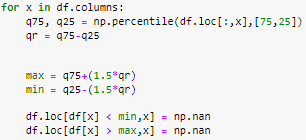 for x in df.columns:
    q75, q25 = np.percentile(df.loc[:,x],[75,25])
    qr = q75-q25
    max = q75+(1.5*qr)
    min = q25-(1.5*qr)
    df.loc[df[x] < min,x] = np.nan
    df.loc[df[x] > max,x] = np.nan